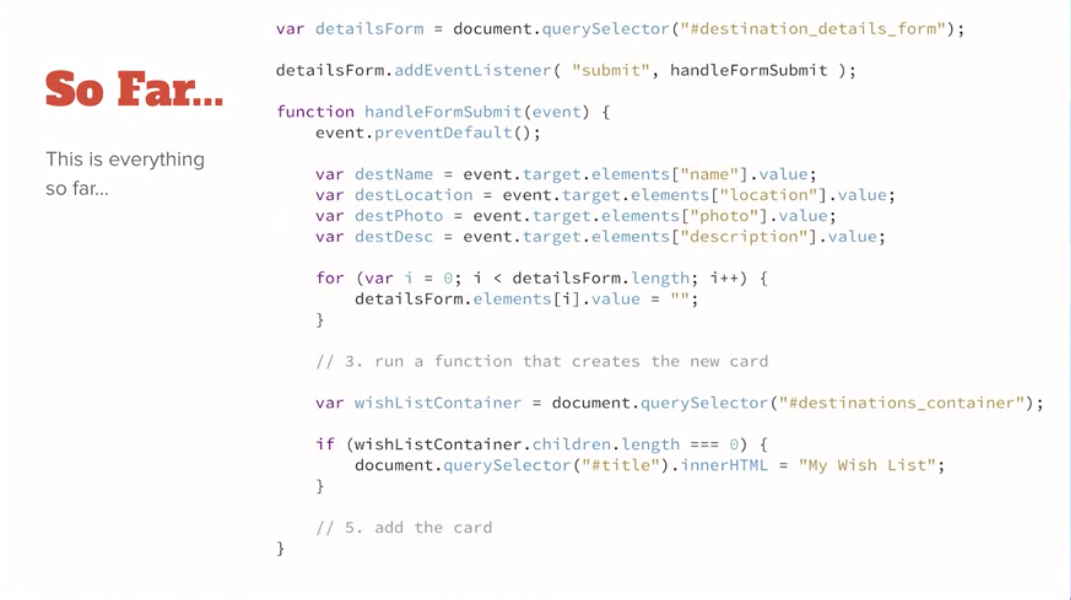 So Far...
This is everything
so far...
var detailsForm = document.querySelector("#destination_details_form");
detailsForm.addEventListener( "submit", handleFormSubmit );
function handleFormSubmit(event) {
event.preventDefault();
var destName = event.target.elements["name"].value;
var destLocation = event.target.elements["location"].value;
var destPhoto = event.target.elements["photo"].value;
var destDesc = event.target.elements["description"].value;
for (var i = 0; i < detailsForm.length; i++) {
detailsForm.elements[i].value = "";
}
// 3. run a function that creates the new card
var wishListContainer = document.querySelector("#destinations_container");
if (wishListContainer.children.length === 0) {
document.querySelector("#title").innerHTML = "My Wish List";
}
// 5. add the card
}